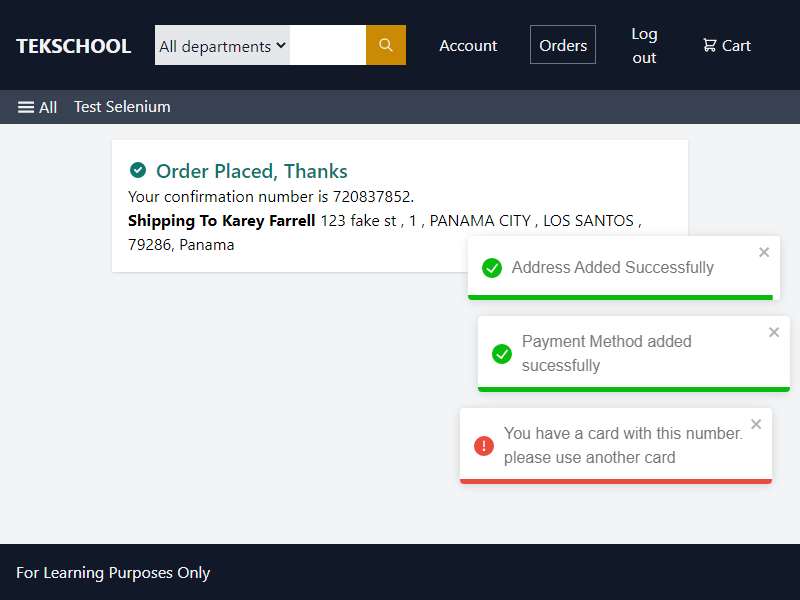 TEKSCHOOL
All departments
Account
Orders
Log
out
Cart
All
Test Selenium
Order Placed, Thanks
Your confirmation number is 720837852.
Shipping To Karey Farrell 123 fake st , 1 , PANAMA CITY , LOS SANTOS ,
79286, Panama
Address Added Successfully
Payment Method added
sucessfully
You have a card with this number.
please use another card
For Learning Purposes Only